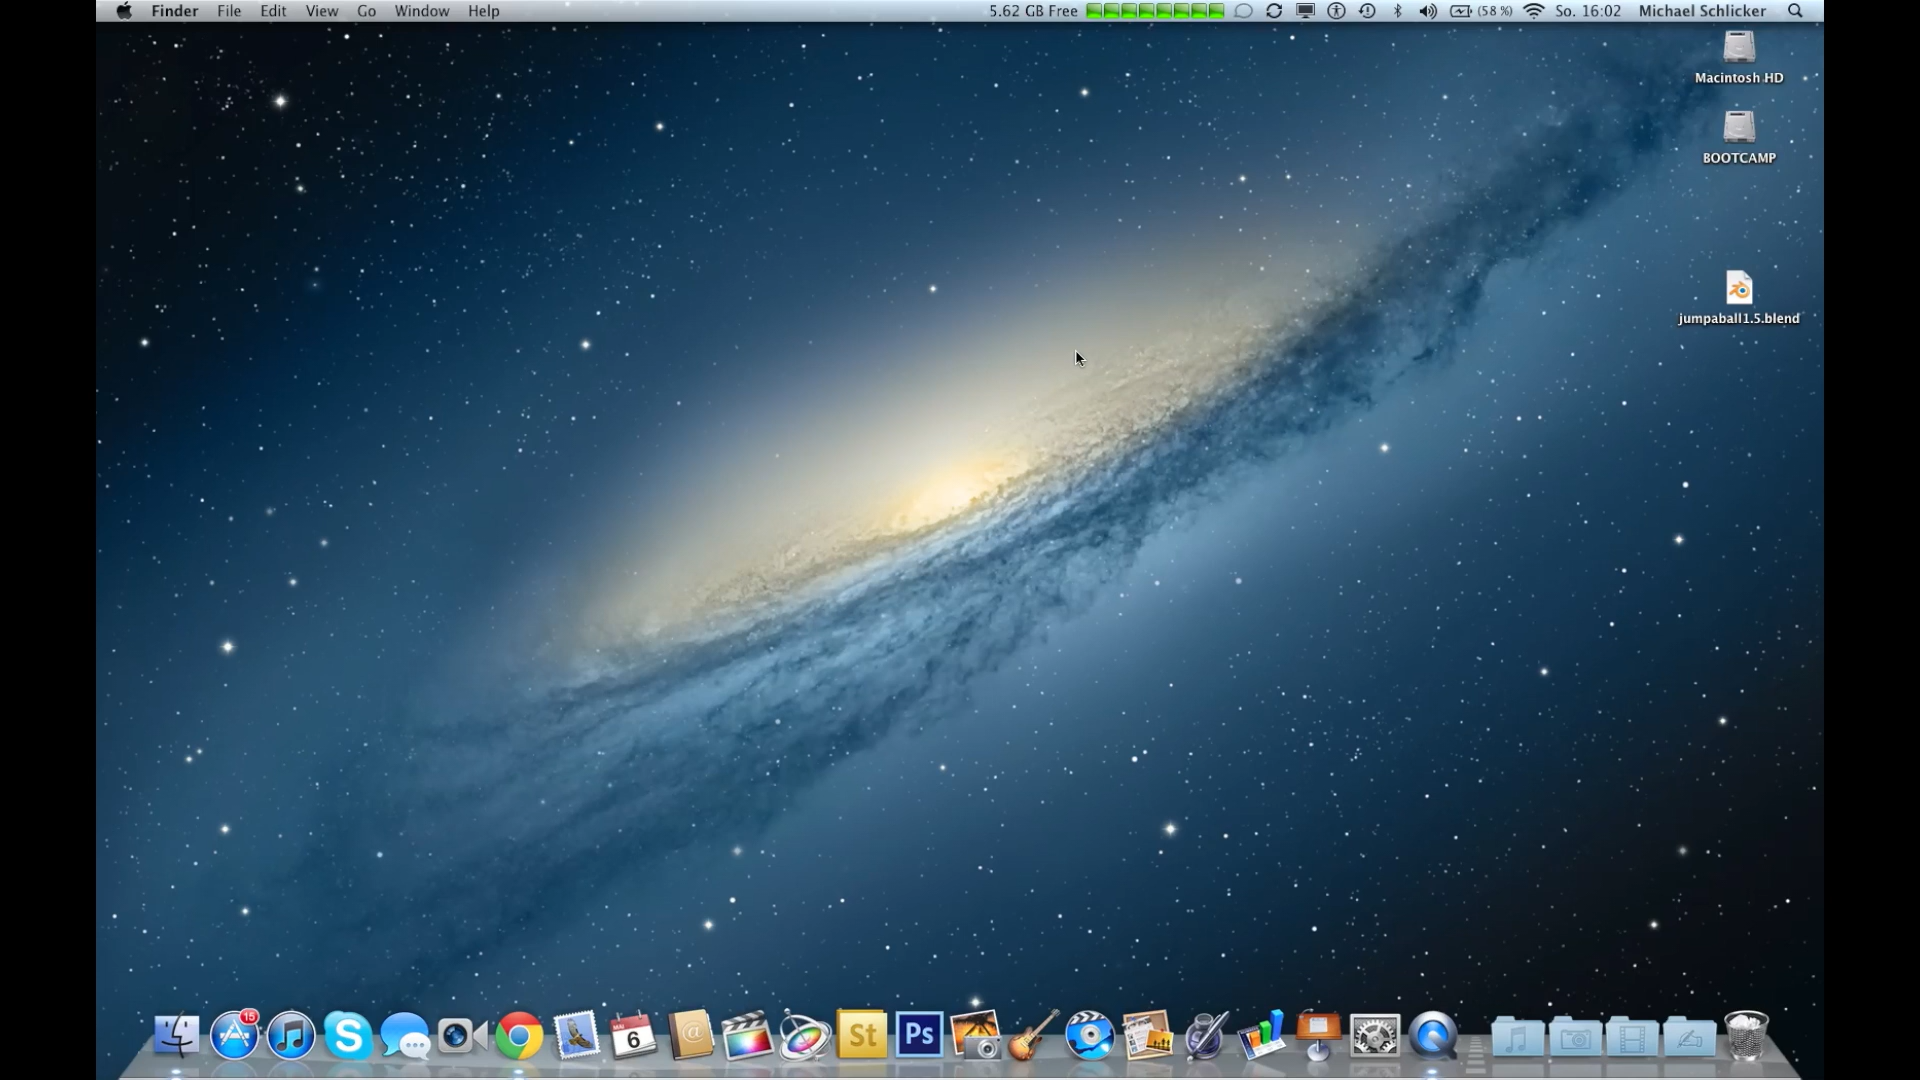 Finder File Edit View Go Window Help 5.62 GB Free (58 %) So. 16:02 Michael Schlicker
Macintosh HD
BOOTCAMP
jumpaball1.5.blend
15
MAI
6
@
St
Ps